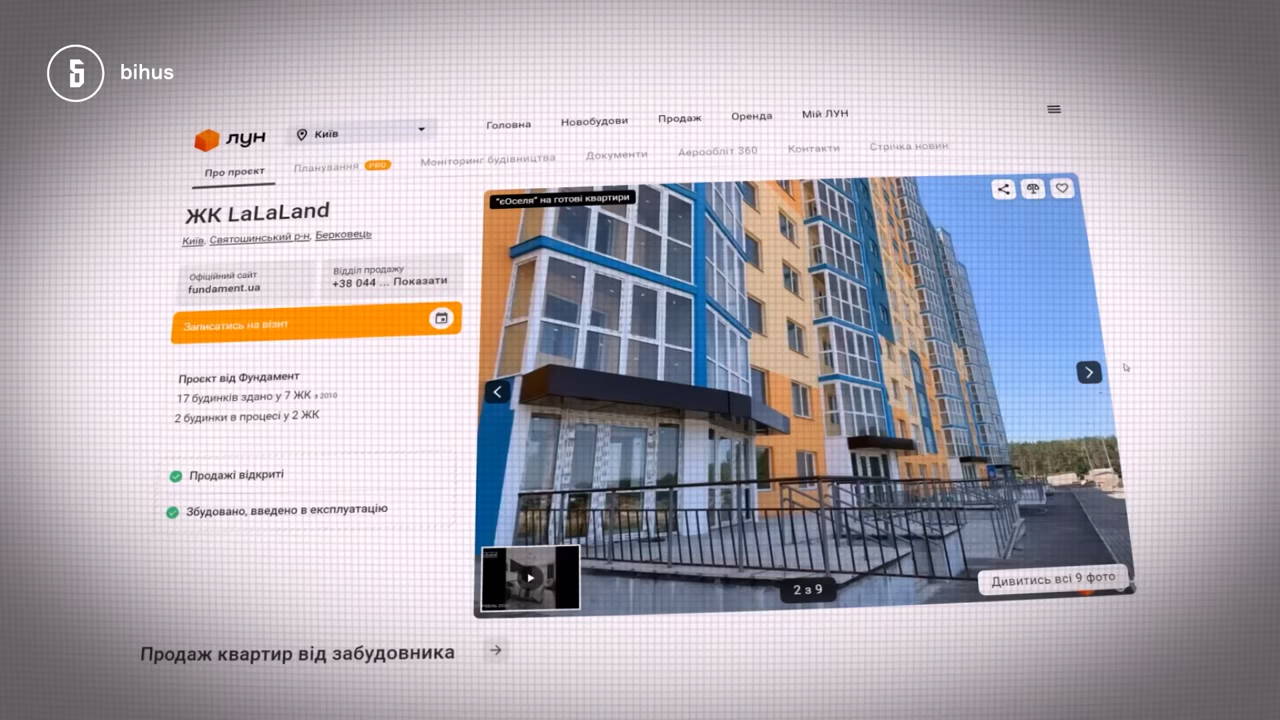 bihus
лун
Київ
Головна
Новобудови
Продаж
Оренда
Мій ЛУН
Про проєкт
Планування PRO
Моніторинг будівництва
Документи
Аерообліт 360
Контакти
Стрічка новин
ЖК LaLaLand
Київ, Святошинський р-н, Берковець
Офіційний сайт
fundament.ua
Відділ продажу
+38 044 ... Показати
Записатись на візит
Проєкт від Фундамент
17 будинків здано у 7 ЖК з 2010
2 будинки в процесі у 2 ЖК
Продажі відкриті
Збудовано, введено в експлуатацію
"єОселя" на готові квартири
2 з 9
Дивитись всі 9 фото
Продаж квартир від забудовника